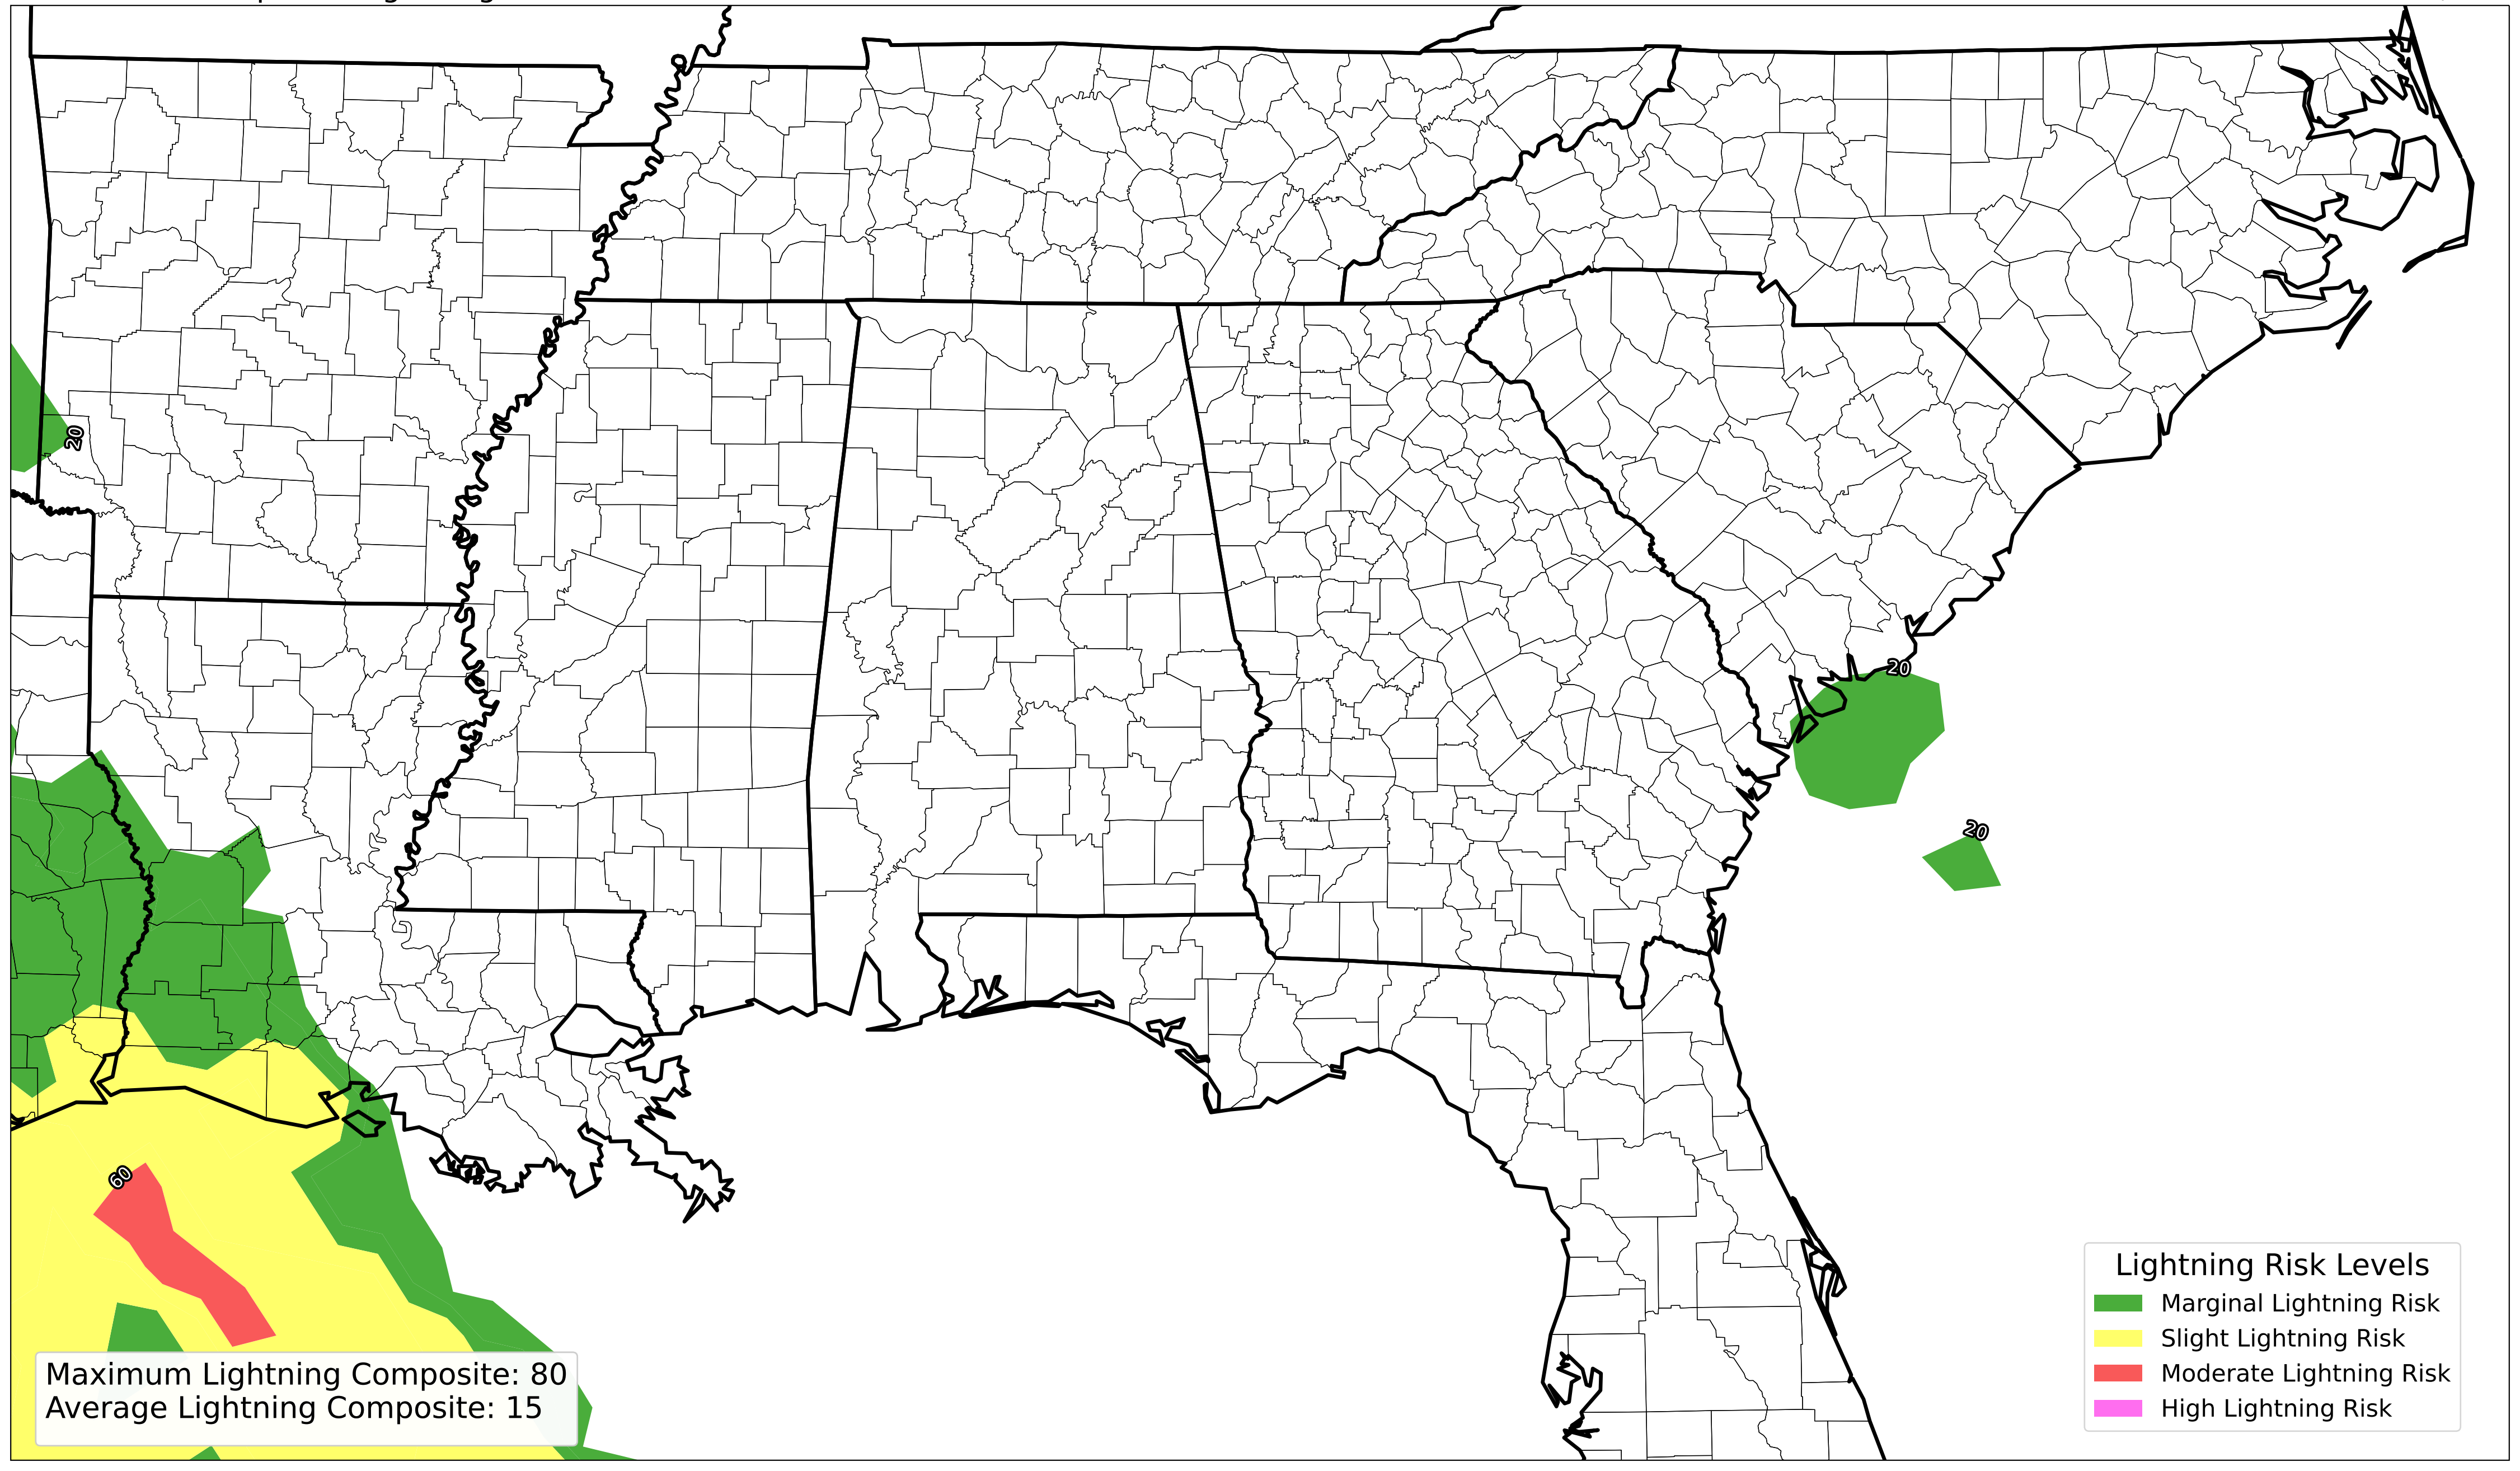 20
20
20
60
Lightning Risk Levels
Marginal Lightning Risk
Slight Lightning Risk
Moderate Lightning Risk
High Lightning Risk
Maximum Lightning Composite: 80
Average Lightning Composite: 15